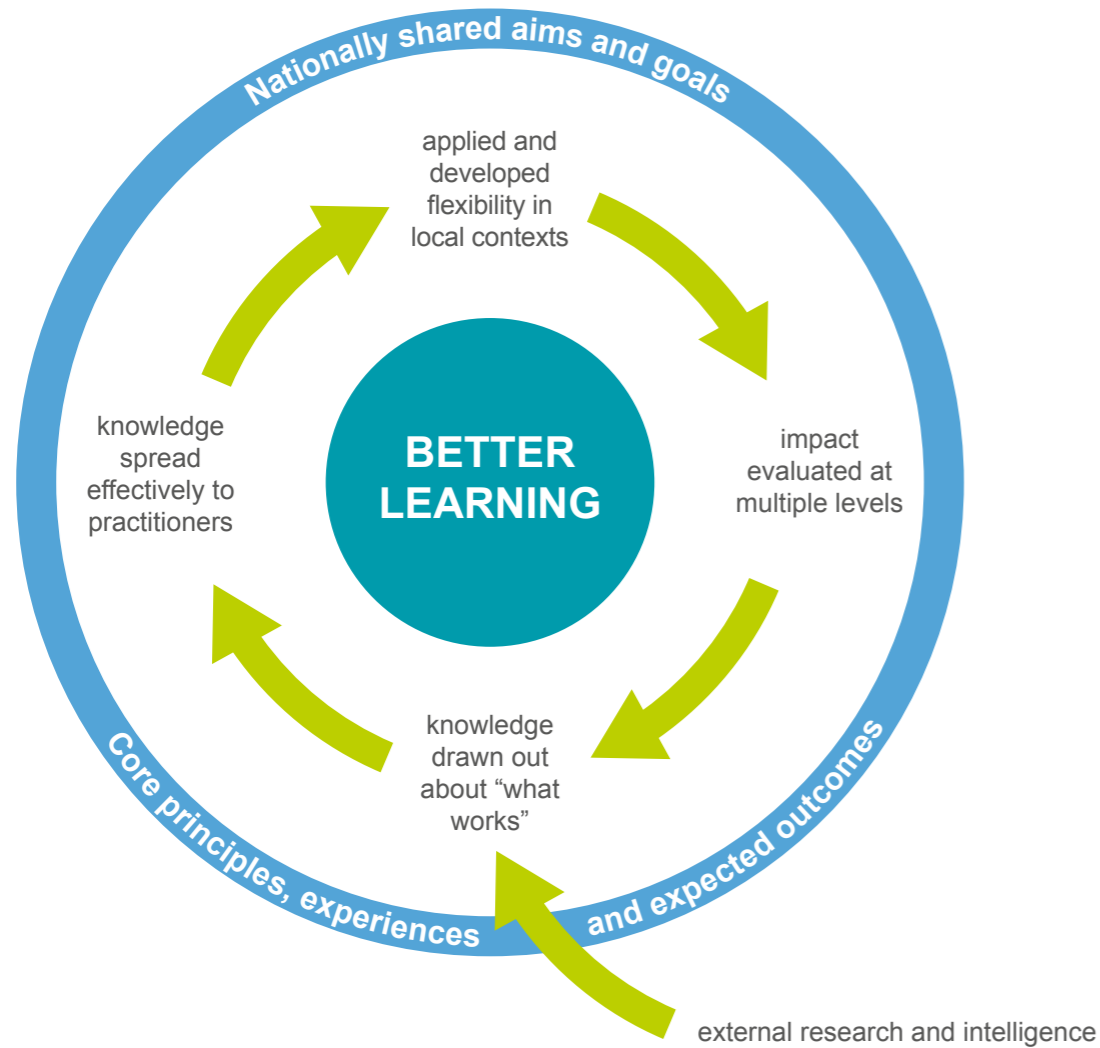 Nationally shared aims and goals
applied and
developed
flexibility in
local contexts
knowledge
spread
effectively to
practitioners
BETTER
LEARNING
impact
evaluated at
multiple levels
knowledge
drawn out
about “what
works”
Core principles, experiences
and expected outcomes
external research and intelligence